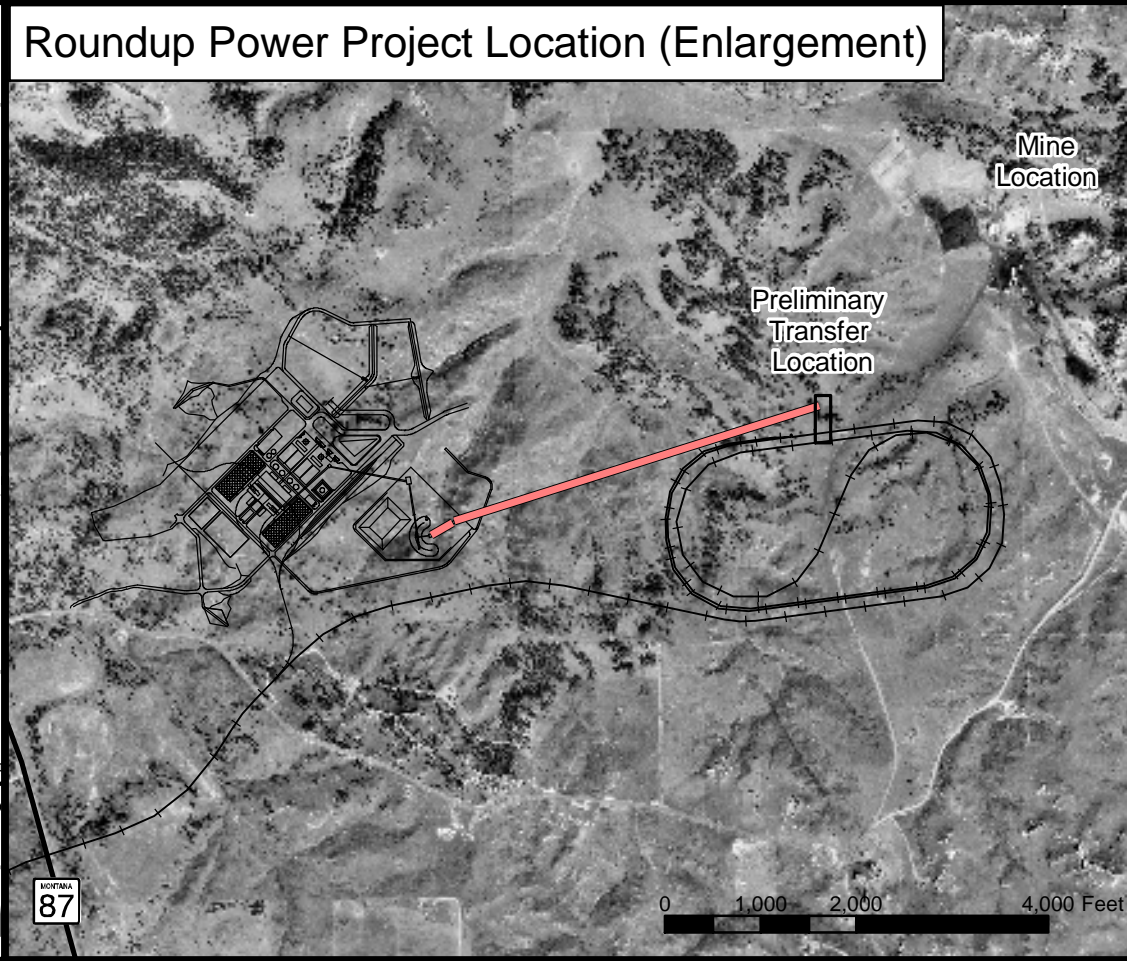 Roundup Power Project Location (Enlargement)
Mine
Location
Preliminary
Transfer
Location
MONTANA
87
0 1,000 2,000 4,000 Feet